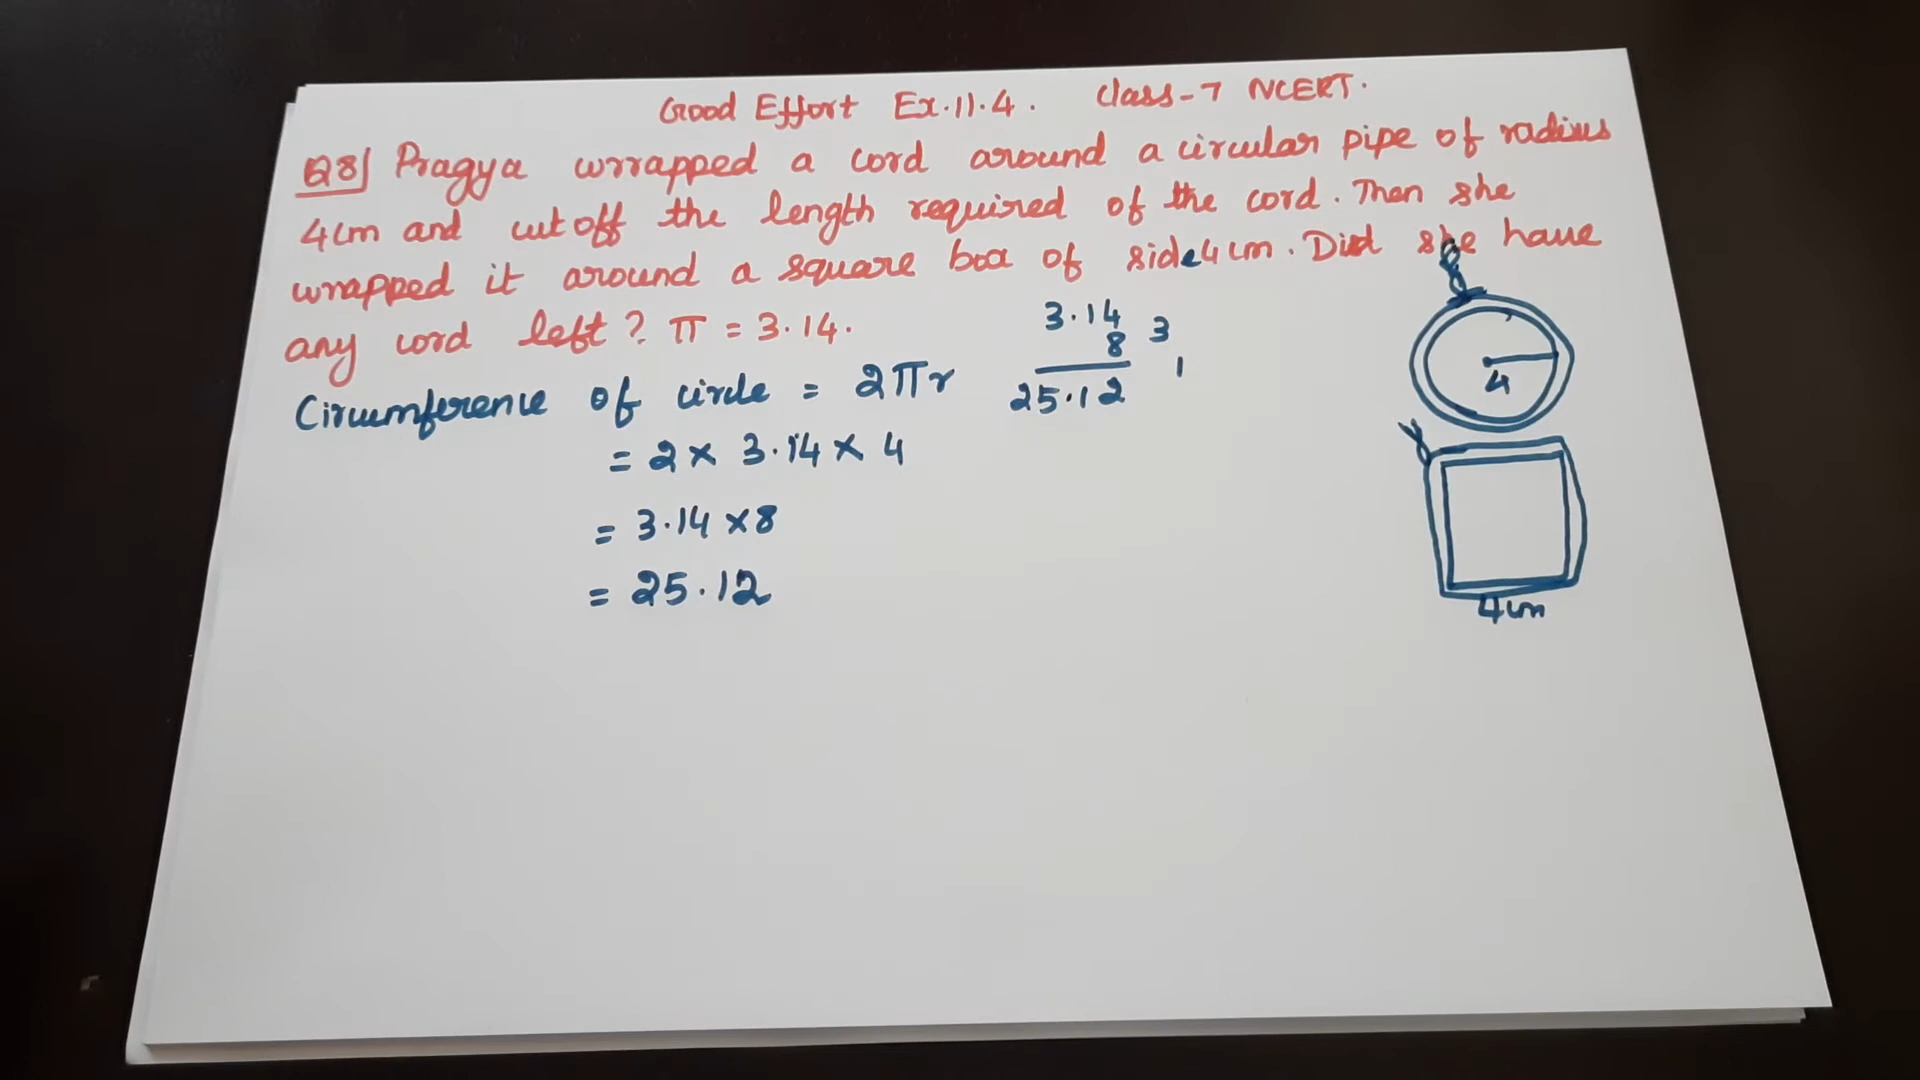 Good Effort Ex.11.4. Class-7 NCERT.
Q8] Pragya wrapped a cord around a circular pipe of radius
4cm and cut off the length required of the cord. Then she
wrapped it around a square box of side 4cm. Did she have
any cord left? π = 3.14.
Circumference of circle = 2πr
= 2 × 3.14 × 4
= 3.14 × 8
= 25.12
3.14
8
25.12
3
1
4
4cm